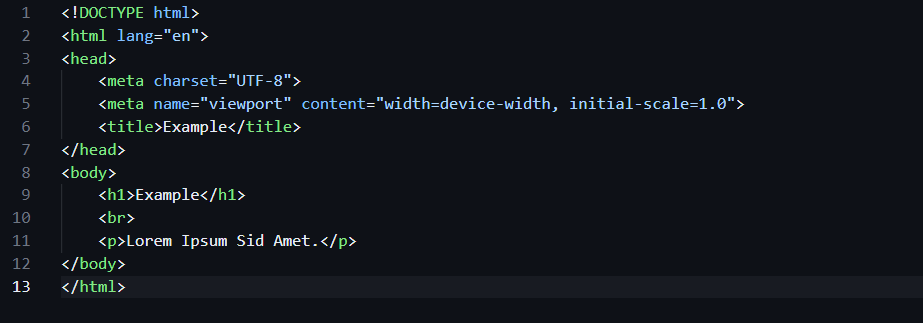 1 <!DOCTYPE html>
2 <html lang="en">
3 <head>
4     <meta charset="UTF-8">
5     <meta name="viewport" content="width=device-width, initial-scale=1.0">
6     <title>Example</title>
7 </head>
8 <body>
9     <h1>Example</h1>
10     <br>
11     <p>Lorem Ipsum Sid Amet.</p>
12 </body>
13 </html>